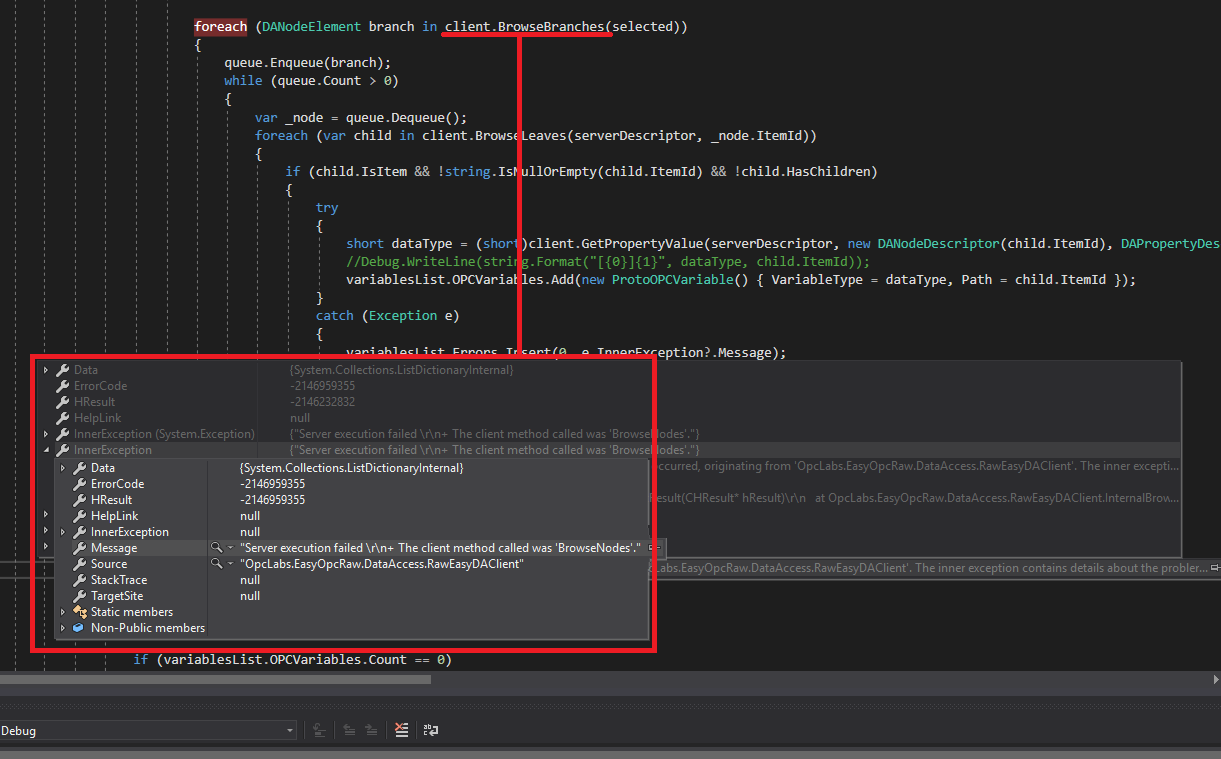 foreach (DANodeElement branch in client.BrowseBranches(selected))
{
queue.Enqueue(branch);
while (queue.Count > 0)
{
var _node = queue.Dequeue();
foreach (var child in client.BrowseLeaves(serverDescriptor, _node.ItemId))
{
if (child.IsItem && !string.IsNullOrEmpty(child.ItemId) && !child.HasChildren)
{
try
{
short dataType = (short)client.GetPropertyValue(serverDescriptor, new DANodeDescriptor(child.ItemId), DAPropertyDes
//Debug.WriteLine(string.Format("[{0}]{1}", dataType, child.ItemId));
variablesList.OPCVariables.Add(new ProtoOPCVariable() { VariableType = dataType, Path = child.ItemId });
}
catch (Exception e)
{
variablesList.Errors.Insert(0, e.InnerException?.Message);
Data {System.Collections.ListDictionaryInternal}
ErrorCode -2146959355
HResult -2146232832
HelpLink null
InnerException (System.Exception) {"Server execution failed \r\n+ The client method called was 'BrowseNodes'."}
InnerException {"Server execution failed \r\n+ The client method called was 'BrowseNodes'."}
Data {System.Collections.ListDictionaryInternal} occurred, originating from 'OpcLabs.EasyOpcRaw.DataAccess.RawEasyDAClient'. The inner excepti...
ErrorCode -2146959355
HResult -2146959355 Result(CHResult* hResult)\r\n at OpcLabs.EasyOpcRaw.DataAccess.RawEasyDAClient.InternalBrow...
HelpLink null
InnerException null
Message "Server execution failed \r\n+ The client method called was 'BrowseNodes'."
Source "OpcLabs.EasyOpcRaw.DataAccess.RawEasyDAClient" Labs.EasyOpcRaw.DataAccess.RawEasyDAClient'. The inner exception contains details about the probler...
StackTrace null
TargetSite null
Static members
Non-Public members
if (variablesList.OPCVariables.Count == 0)
Debug